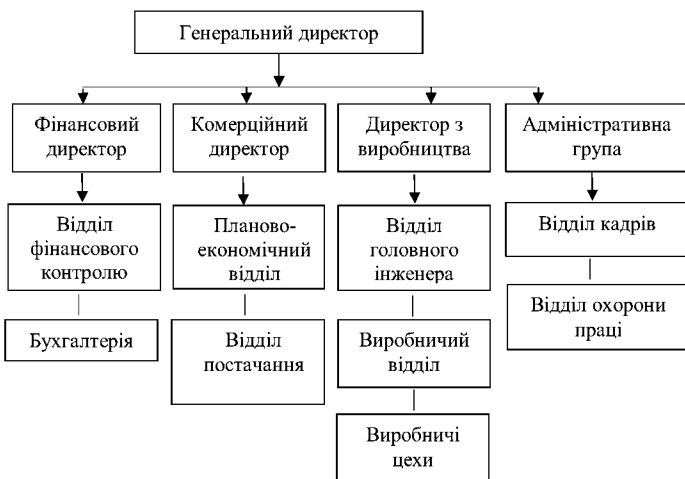 Генеральний директор
Фінансовий
директор
Комерційний
директор
Директор з
виробництва
Адміністративна
група
Відділ
фінансового
контролю
Планово-
економічний
відділ
Відділ
головного
інженера
Відділ кадрів
Бухгалтерія
Відділ
постачання
Виробничий
відділ
Відділ охорони
праці
Виробничі
цехи